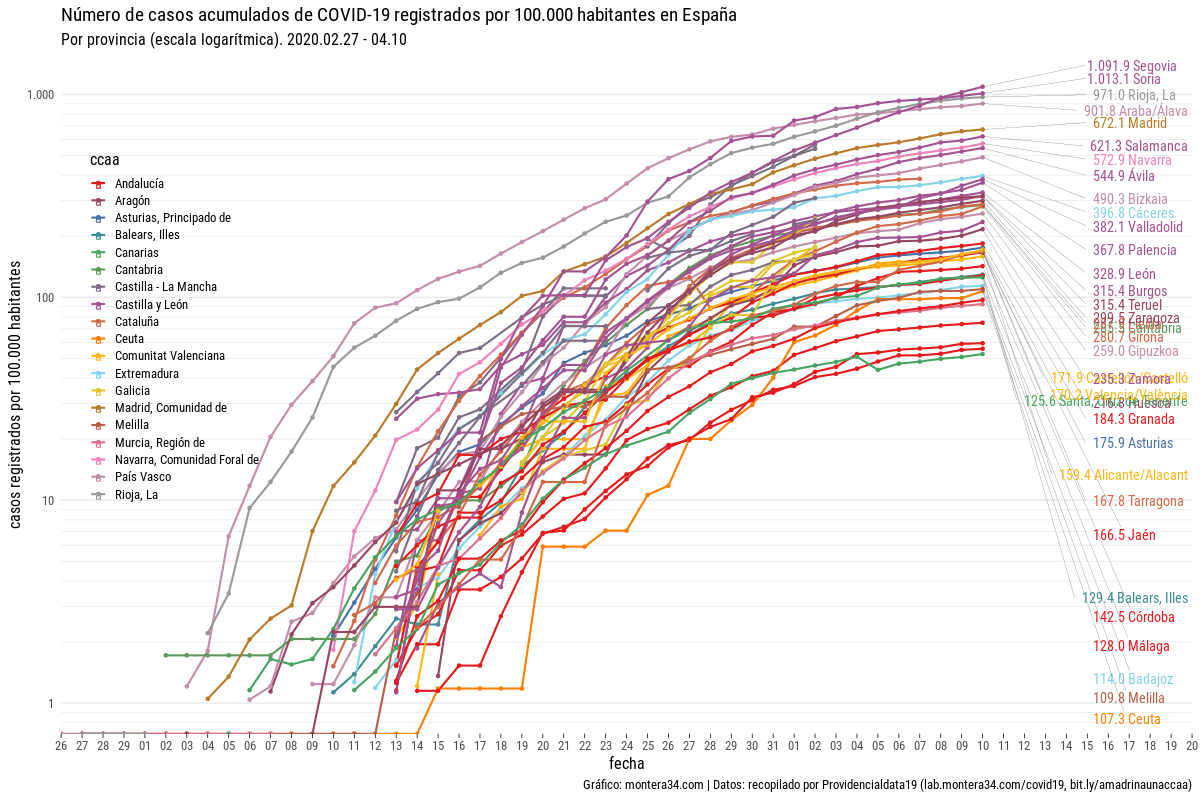 Número de casos acumulados de COVID-19 registrados por 100.000 habitantes en España
Por provincia (escala logarítmica). 2020.02.27 - 04.10
casos registrados por 100.000 habitantes
1.000
100
10
1
ccaa
Andalucía
Aragón
Asturias, Principado de
Balears, Illes
Canarias
Cantabria
Castilla - La Mancha
Castilla y León
Cataluña
Ceuta
Comunitat Valenciana
Extremadura
Galicia
Madrid, Comunidad de
Melilla
Murcia, Región de
Navarra, Comunidad Foral de
País Vasco
Rioja, La
1.091.9 Segovia
1.013.1 Soria
971.0 Rioja, La
901.8 Araba/Álava
672.1 Madrid
621.3 Salamanca
572.9 Navarra
544.9 Ávila
490.3 Bizkaia
396.8 Cáceres
382.1 Valladolid
367.8 Palencia
328.9 León
315.4 Burgos
315.4 Teruel
299.5 Zaragoza
Cantabria
280.7 Girona
259.0 Gipuzkoa
171.9
235.3 Zamora
170.2 Valencia/València
125.6 Santa
Huesca
184.3 Granada
175.9 Asturias
159.4 Alicante/Alacant
167.8 Tarragona
166.5 Jaén
129.4 Balears, Illes
142.5 Córdoba
128.0 Málaga
114.0 Badajoz
109.8 Melilla
107.3 Ceuta
26 27 28 29 01 02 03 04 05 06 07 08 09 10 11 12 13 14 15 16 17 18 19 20 21 22 23 24 25 26 27 28 29 30 31 01 02 03 04 05 06 07 08 09 10 11 12 13 14 15 16 17 18 19 20
fecha
Gráfico: montera34.com | Datos: recopilado por Providencialdata19 (lab.montera34.com/covid19, bit.ly/amadrinaunaccaa)